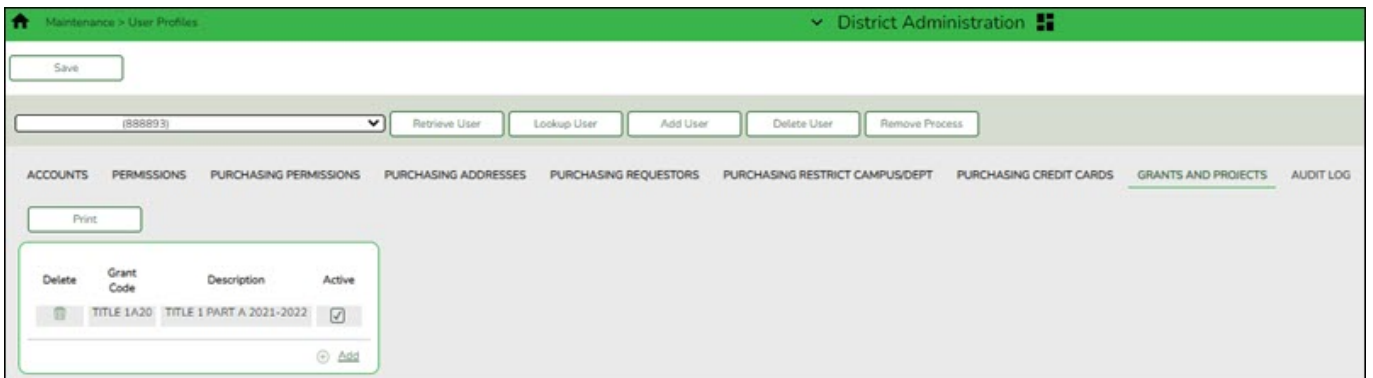 Maintenance > User Profiles
District Administration
Save
(888893)
Retrieve User
Lookup User
Add User
Delete User
Remove Process
ACCOUNTS PERMISSIONS PURCHASING PERMISSIONS PURCHASING ADDRESSES PURCHASING REQUESTORS PURCHASING RESTRICT CAMPUS/DEPT PURCHASING CREDIT CARDS GRANTS AND PROJECTS AUDIT LOG
Print
Delete Grant Code Description Active
TITLE 1A20 TITLE 1 PART A 2021-2022
Add